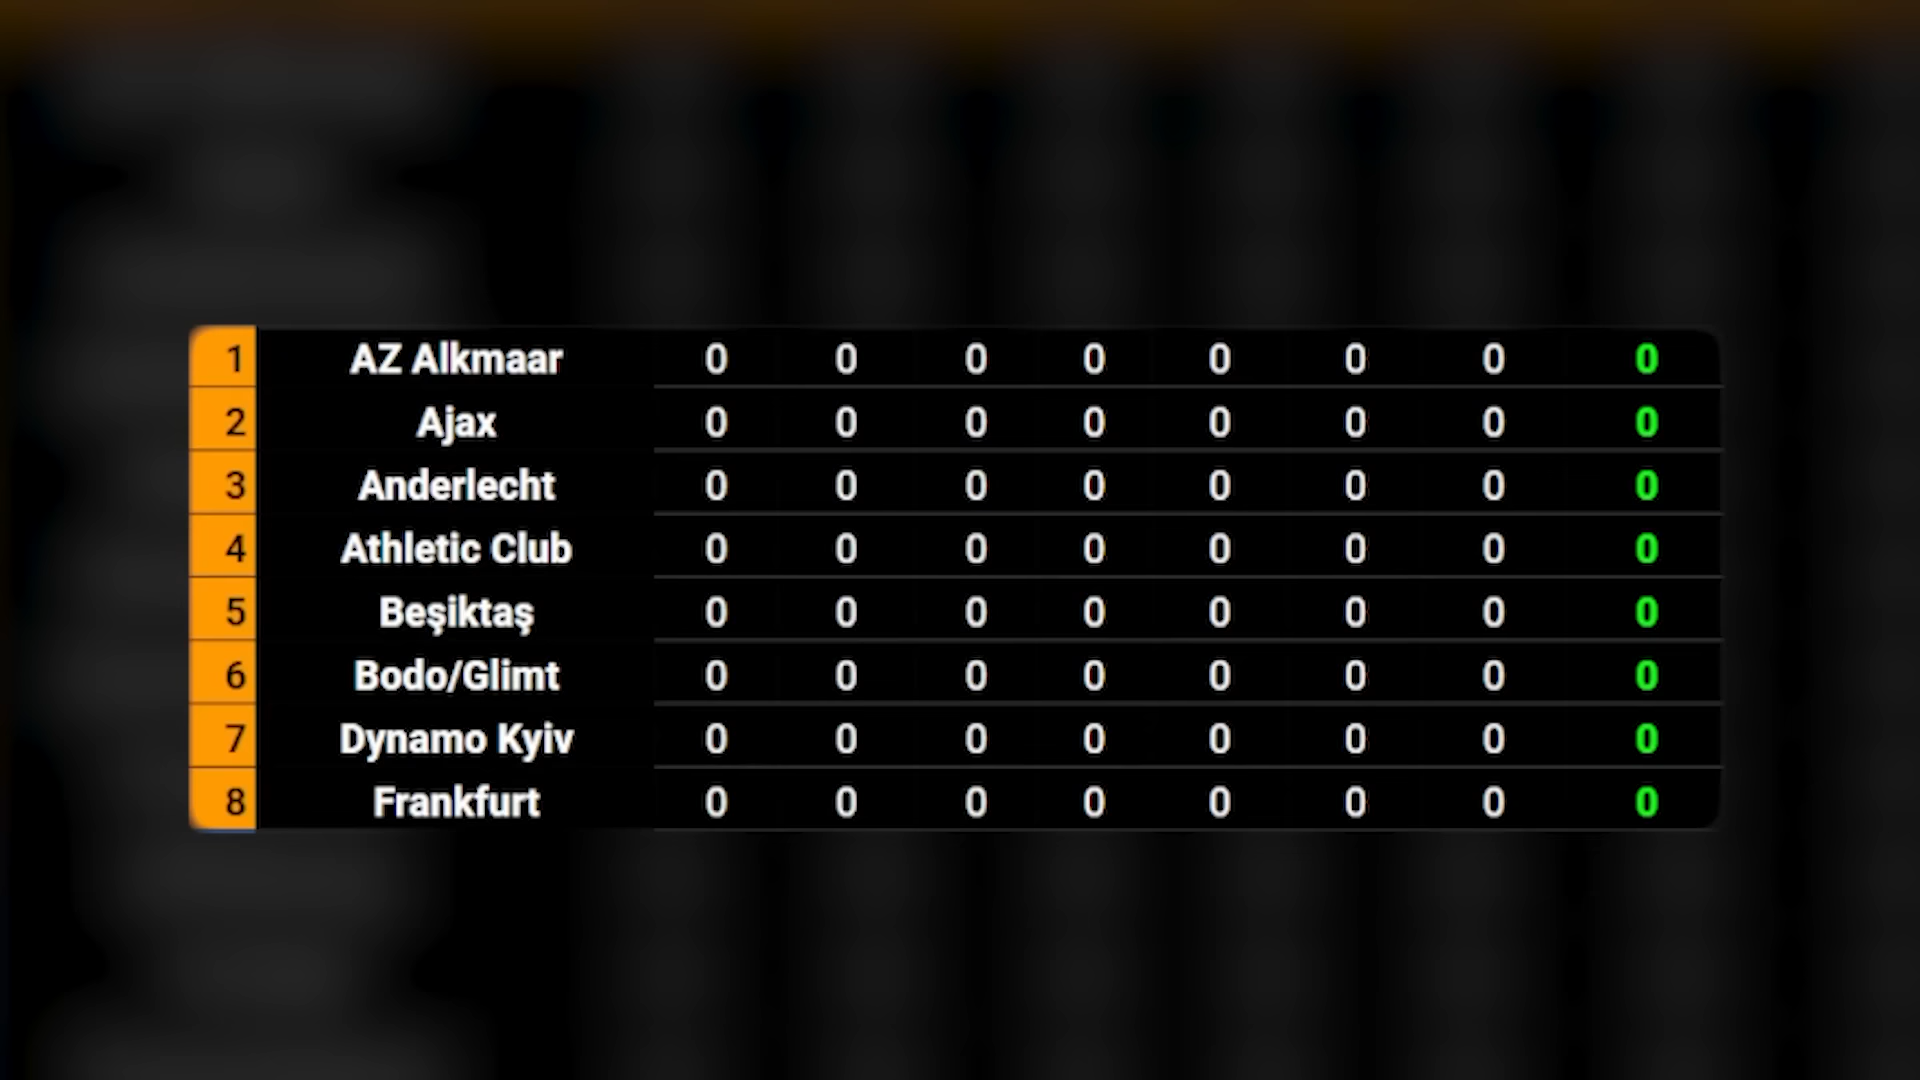 1 AZ Alkmaar 0 0 0 0 0 0 0 0
2 Ajax 0 0 0 0 0 0 0 0
3 Anderlecht 0 0 0 0 0 0 0 0
4 Athletic Club 0 0 0 0 0 0 0 0
5 Beşiktaş 0 0 0 0 0 0 0 0
6 Bodo/Glimt 0 0 0 0 0 0 0 0
7 Dynamo Kyiv 0 0 0 0 0 0 0 0
8 Frankfurt 0 0 0 0 0 0 0 0